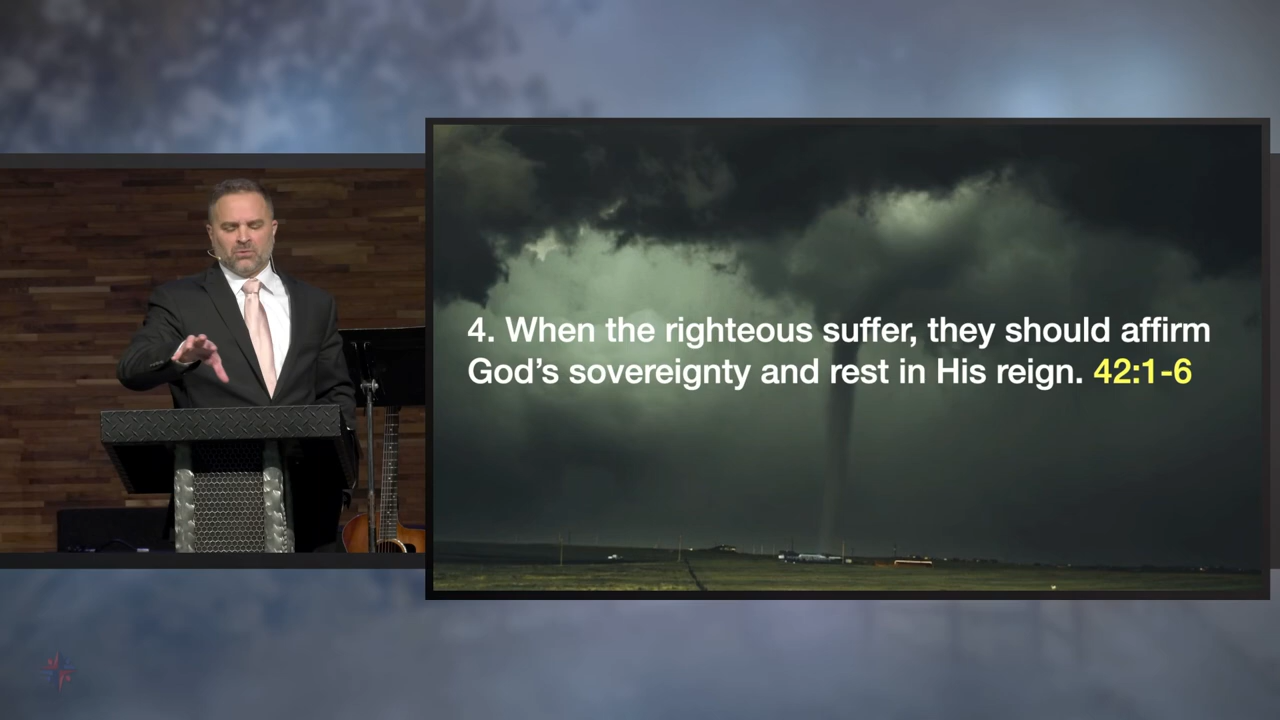 4. When the righteous suffer, they should affirm
God’s sovereignty and rest in His reign. 42:1-6